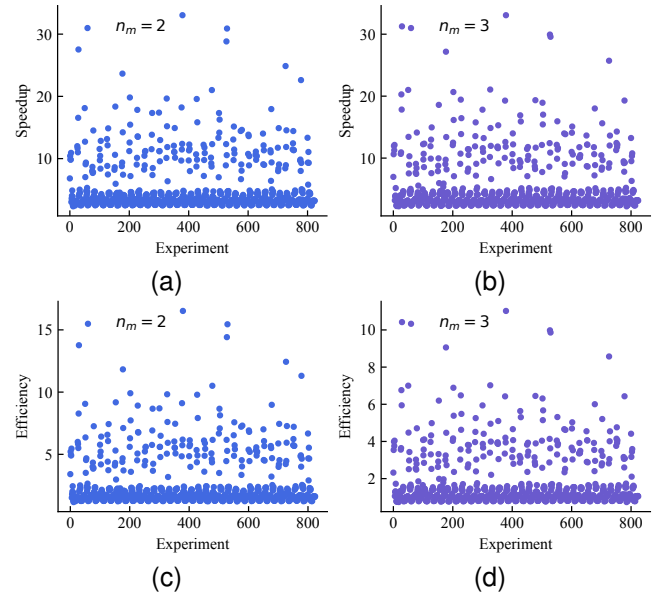 n_m = 2
30
20
10
Speedup
0 200 400 600 800
Experiment
(a)
n_m = 3
30
20
10
Speedup
0 200 400 600 800
Experiment
(b)
n_m = 2
15
10
5
Efficiency
0 200 400 600 800
Experiment
(c)
n_m = 3
10
8
6
4
2
Efficiency
0 200 400 600 800
Experiment
(d)